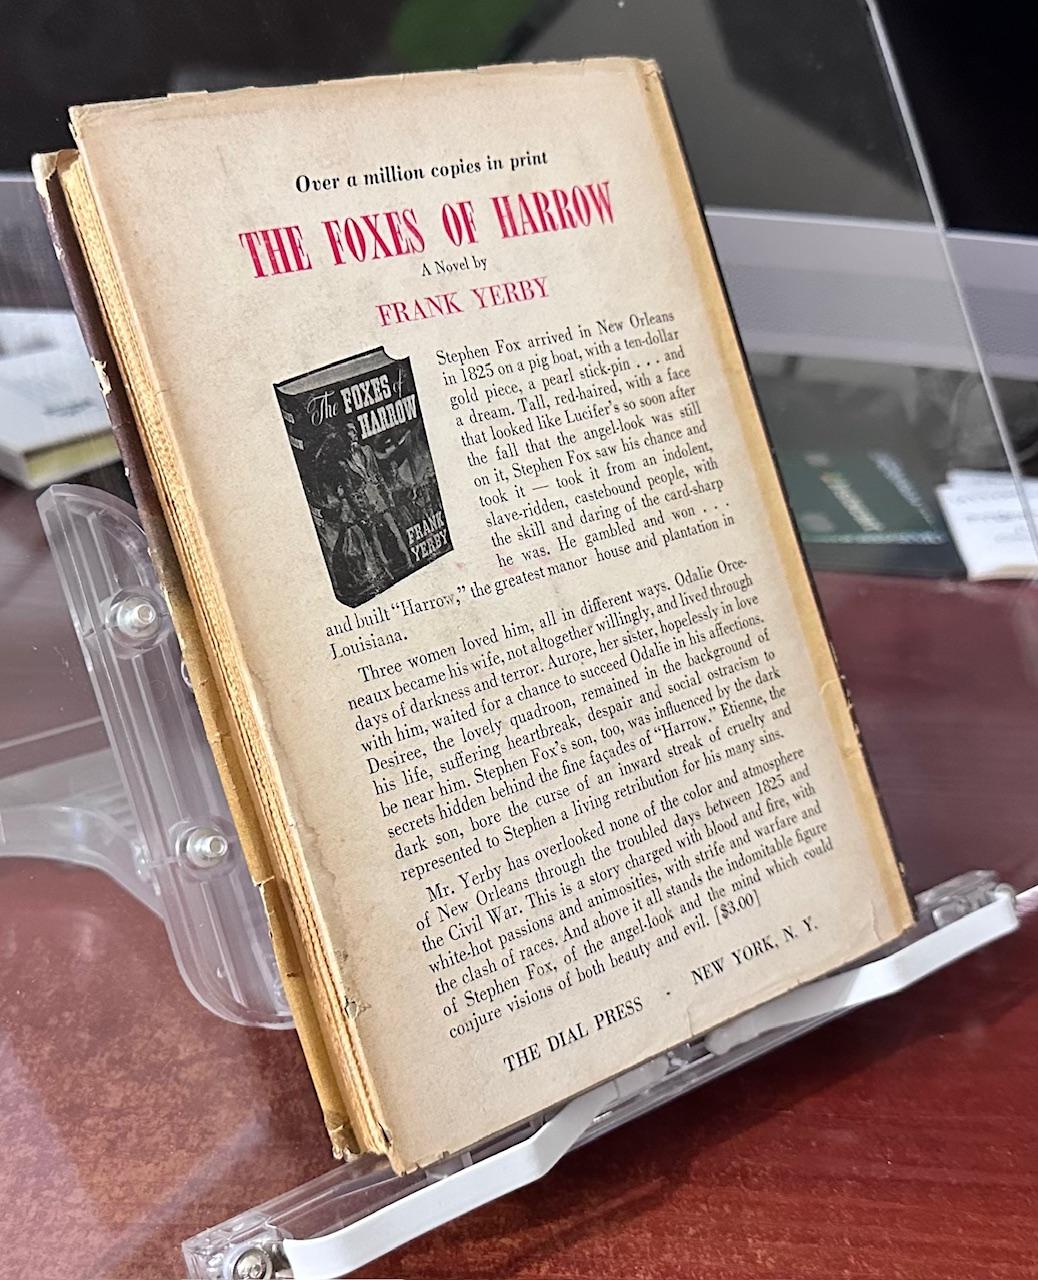 Over a million copies in print
THE FOXES OF HARROW
A Novel by
FRANK YERBY
The FOXES of
HARROW
FRANK
YERBY
Stephen Fox arrived in New Orleans
in 1825 on a pig boat, with a ten-dollar
gold piece, a pearl stick-pin . . . and
a dream. Tall, red-haired, with a face
that looked like Lucifer's so soon after
the fall that the angel-look was still
on it, Stephen Fox saw his chance and
took it — took it from an indolent,
slave-ridden, castebound people, with
the skill and daring of the card-sharp
he was. He gambled and won . . .
and built "Harrow," the greatest manor house and plantation in
Louisiana.
Three women loved him, all in different ways. Odalie Orce-
neaux became his wife, not altogether willingly, and lived through
days of darkness and terror. Aurore, her sister, hopelessly in love
with him, waited for a chance to succeed Odalie in his affections.
Desiree, the lovely quadroon, remained in the background of
his life, suffering heartbreak, despair and social ostracism to
be near him. Stephen Fox's son, too, was influenced by the dark
secrets hidden behind the fine façades of "Harrow." Etienne, the
dark son, bore the curse of an inward streak of cruelty and
represented to Stephen a living retribution for his many sins.
Mr. Yerby has overlooked none of the color and atmosphere
of New Orleans through the troubled days between 1825 and
the Civil War. This is a story charged with blood and fire, with
white-hot passions and animosities, with strife and warfare and
the clash of races. And above it all stands the indomitable figure
of Stephen Fox, of the angel-look and the mind which could
conjure visions of both beauty and evil. [$3.00]
THE DIAL PRESS · NEW YORK, N. Y.